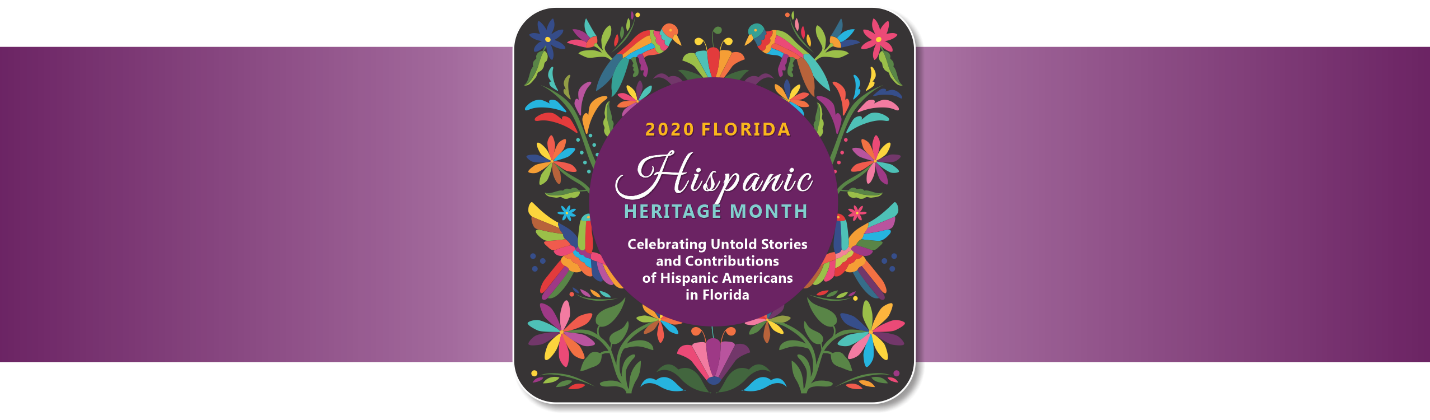 2020 FLORIDA
Hispanic
HERITAGE MONTH
Celebrating Untold Stories
and Contributions
of Hispanic Americans
in Florida